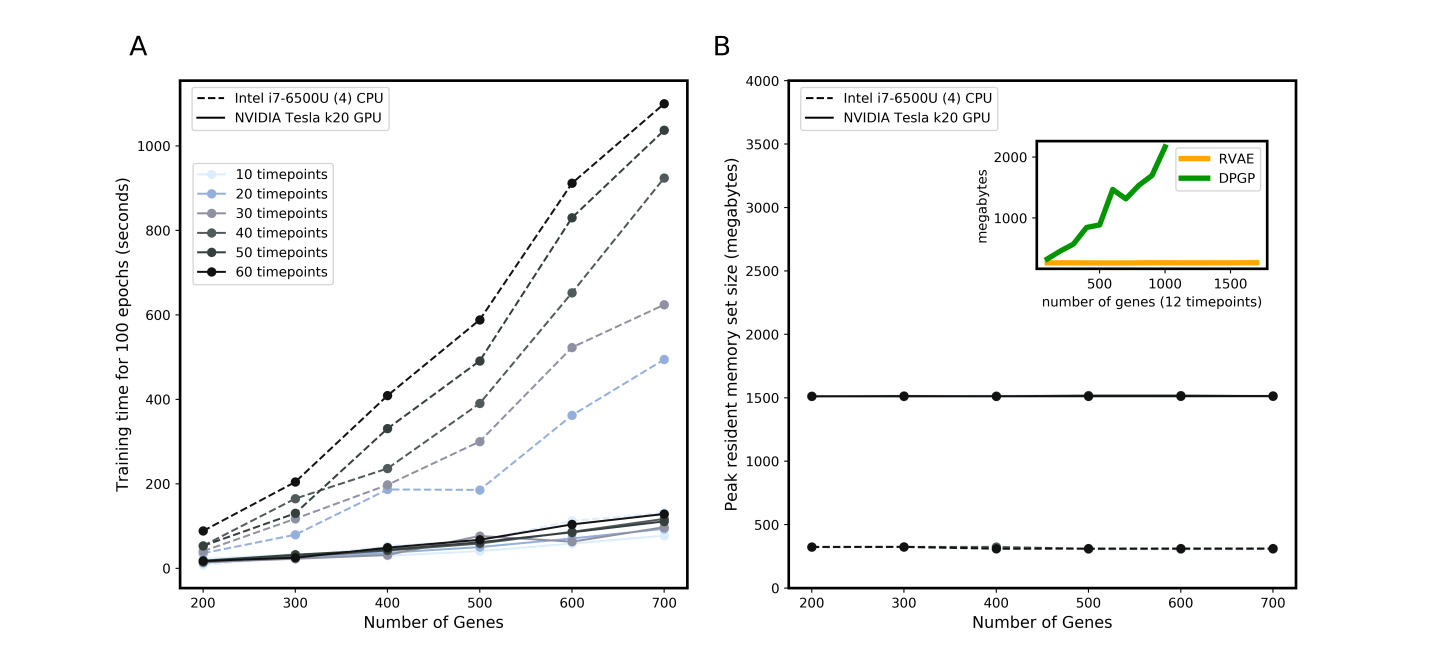 A
Intel i7-6500U (4) CPU
NVIDIA Tesla k20 GPU
10 timepoints
20 timepoints
30 timepoints
40 timepoints
50 timepoints
60 timepoints
Training time for 100 epochs (seconds)
1000
800
600
400
200
0
200 300 400 500 600 700
Number of Genes
B
Intel i7-6500U (4) CPU
NVIDIA Tesla k20 GPU
Peak resident memory set size (megabytes)
4000
3500
3000
2500
2000
1500
1000
500
0
200 300 400 500 600 700
Number of Genes
RVAE
DPGP
megabytes
2000
1000
500 1000 1500
number of genes (12 timepoints)